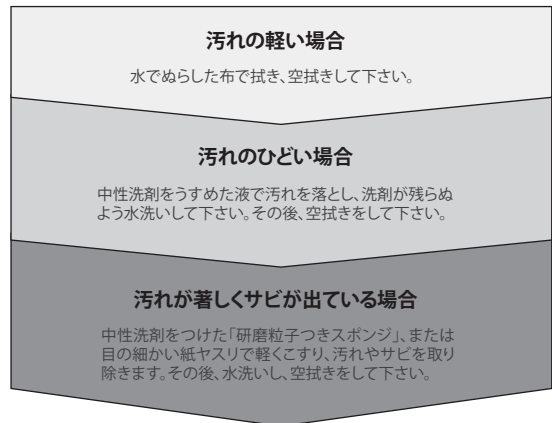 汚れの軽い場合
水でぬらした布で拭き、空拭きして下さい。
汚れのひどい場合
中性洗剤をうすめた液で汚れを落とし、洗剤が残らぬ
よう水洗いして下さい。その後、空拭きをして下さい。
汚れが著しくサビが出ている場合
中性洗剤をつけた「研磨粒子つきスポンジ」、または
目の細かい紙ヤスリで軽くこすり、汚れやサビを取り
除きます。その後、水洗いし、空拭きをして下さい。